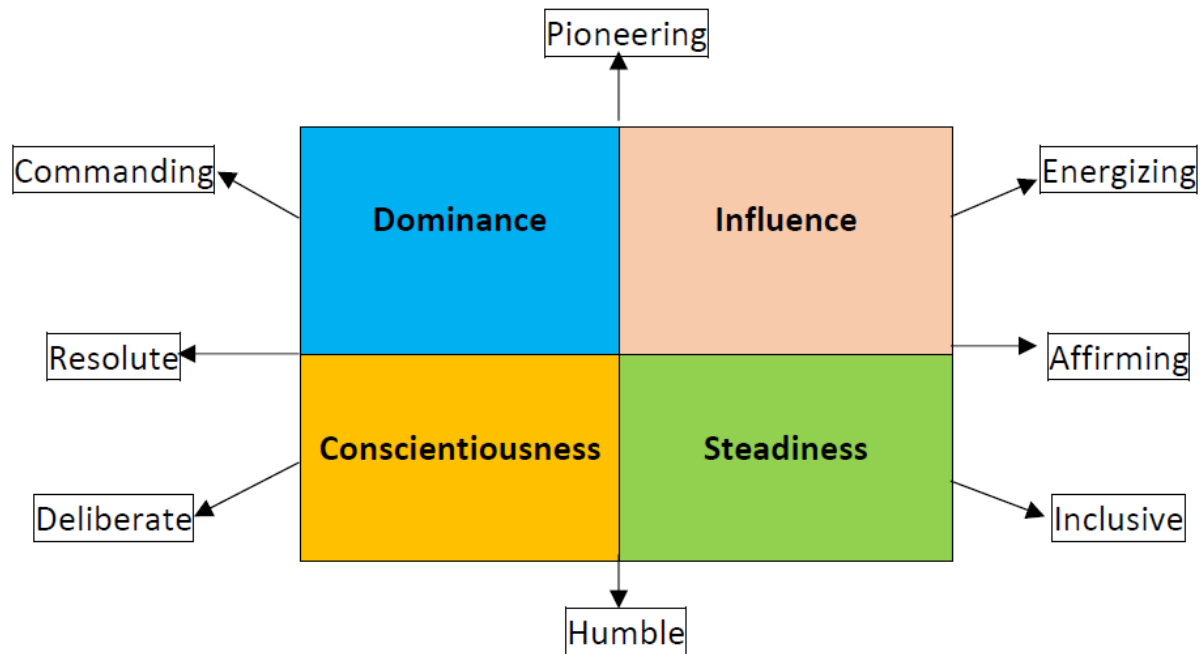 Pioneering
Commanding
Energizing
Dominance
Influence
Resolute
Affirming
Conscientiousness
Steadiness
Deliberate
Inclusive
Humble